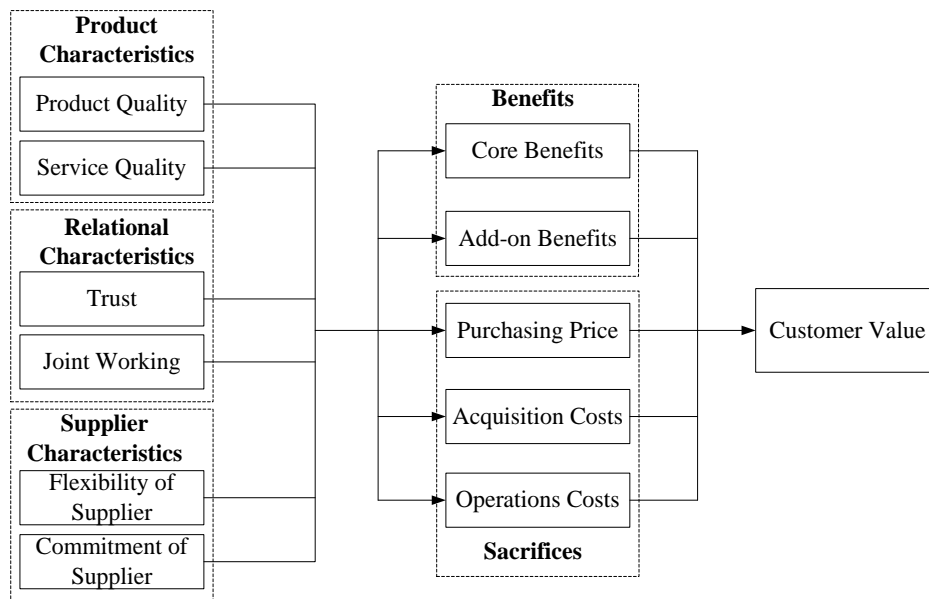 Product
Characteristics
Product Quality
Service Quality
Relational
Characteristics
Trust
Joint Working
Supplier
Characteristics
Flexibility of
Supplier
Commitment of
Supplier
Benefits
Core Benefits
Add-on Benefits
Purchasing Price
Acquisition Costs
Operations Costs
Sacrifices
Customer Value